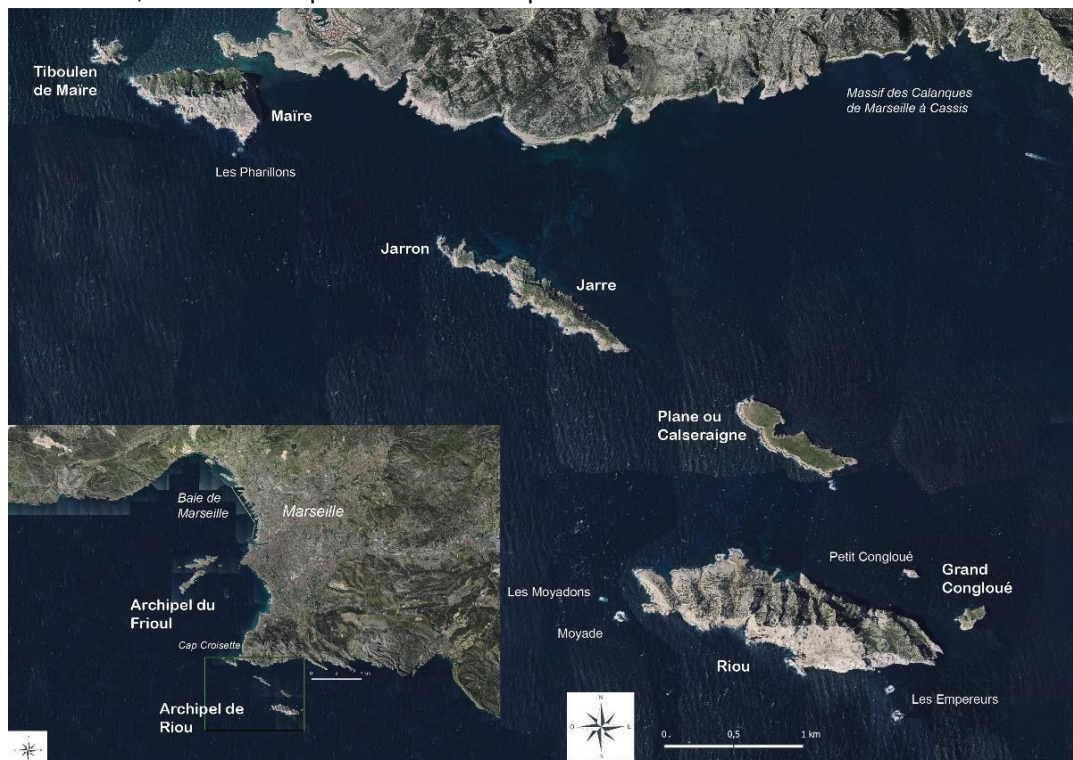 Tiboulen
de Maïre
Maïre
Les Pharillons
Massif des Calanques
de Marseille à Cassis
Jarron
Jarre
Plane ou
Calseraigne
Baie de
Marseille
Marseille
Archipel du
Frioul
Cap Croisette
Archipel de
Riou
Petit Congloué
Grand
Congloué
Les Moyadons
Moyade
Riou
Les Empereurs
N
O
E
S
0
0,5
1 km